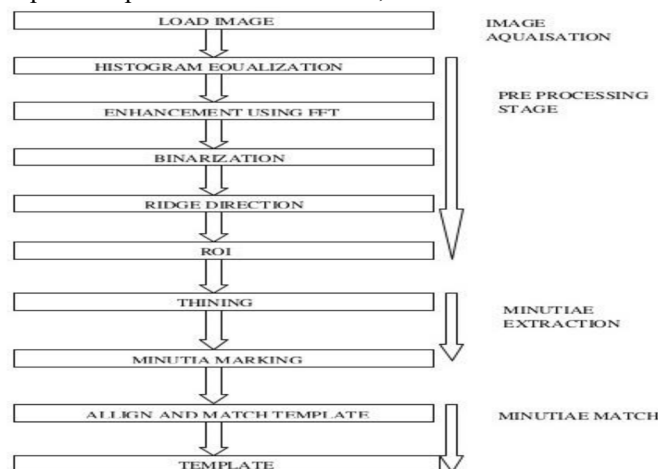 LOAD IMAGE
IMAGE
AQUAISATION
HISTOGRAM EQUALIZATION
PRE PROCESSING
STAGE
ENHANCEMENT USING FFT
BINARIZATION
RIDGE DIRECTION
ROI
THINING
MINUTIAE
EXTRACTION
MINUTIA MARKING
ALLIGN AND MATCH TEMPLATE
MINUTIAE MATCH
TEMPLATE